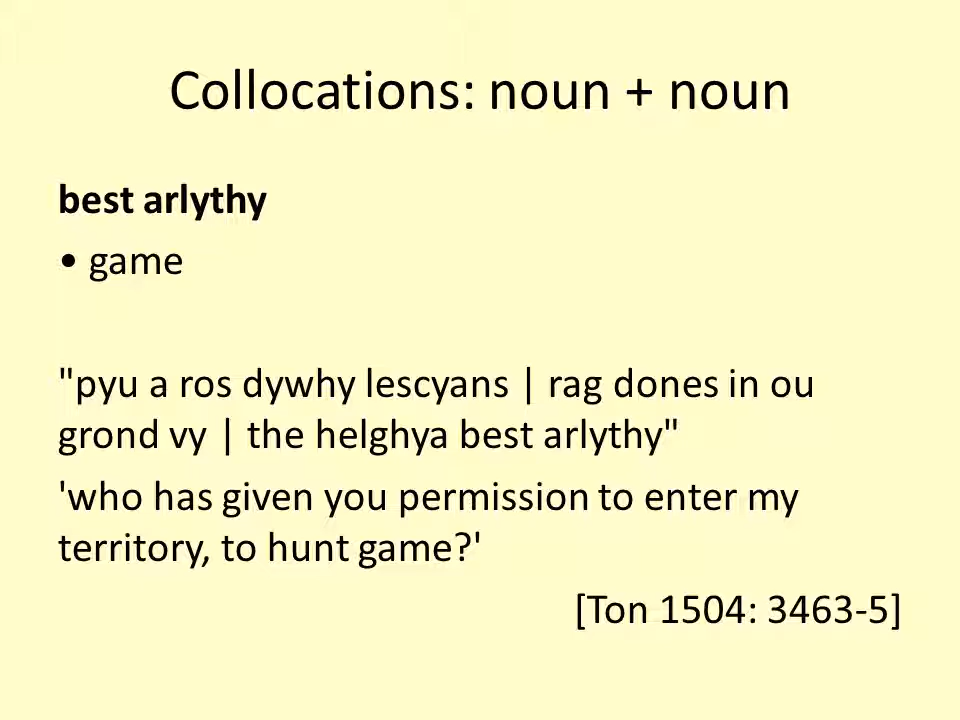 Collocations: noun + noun
best arlythy
• game
"pyu a ros dywhy lescyans | rag dones in ou
grond vy | the helghya best arlythy"
'who has given you permission to enter my
territory, to hunt game?'
[Ton 1504: 3463-5]